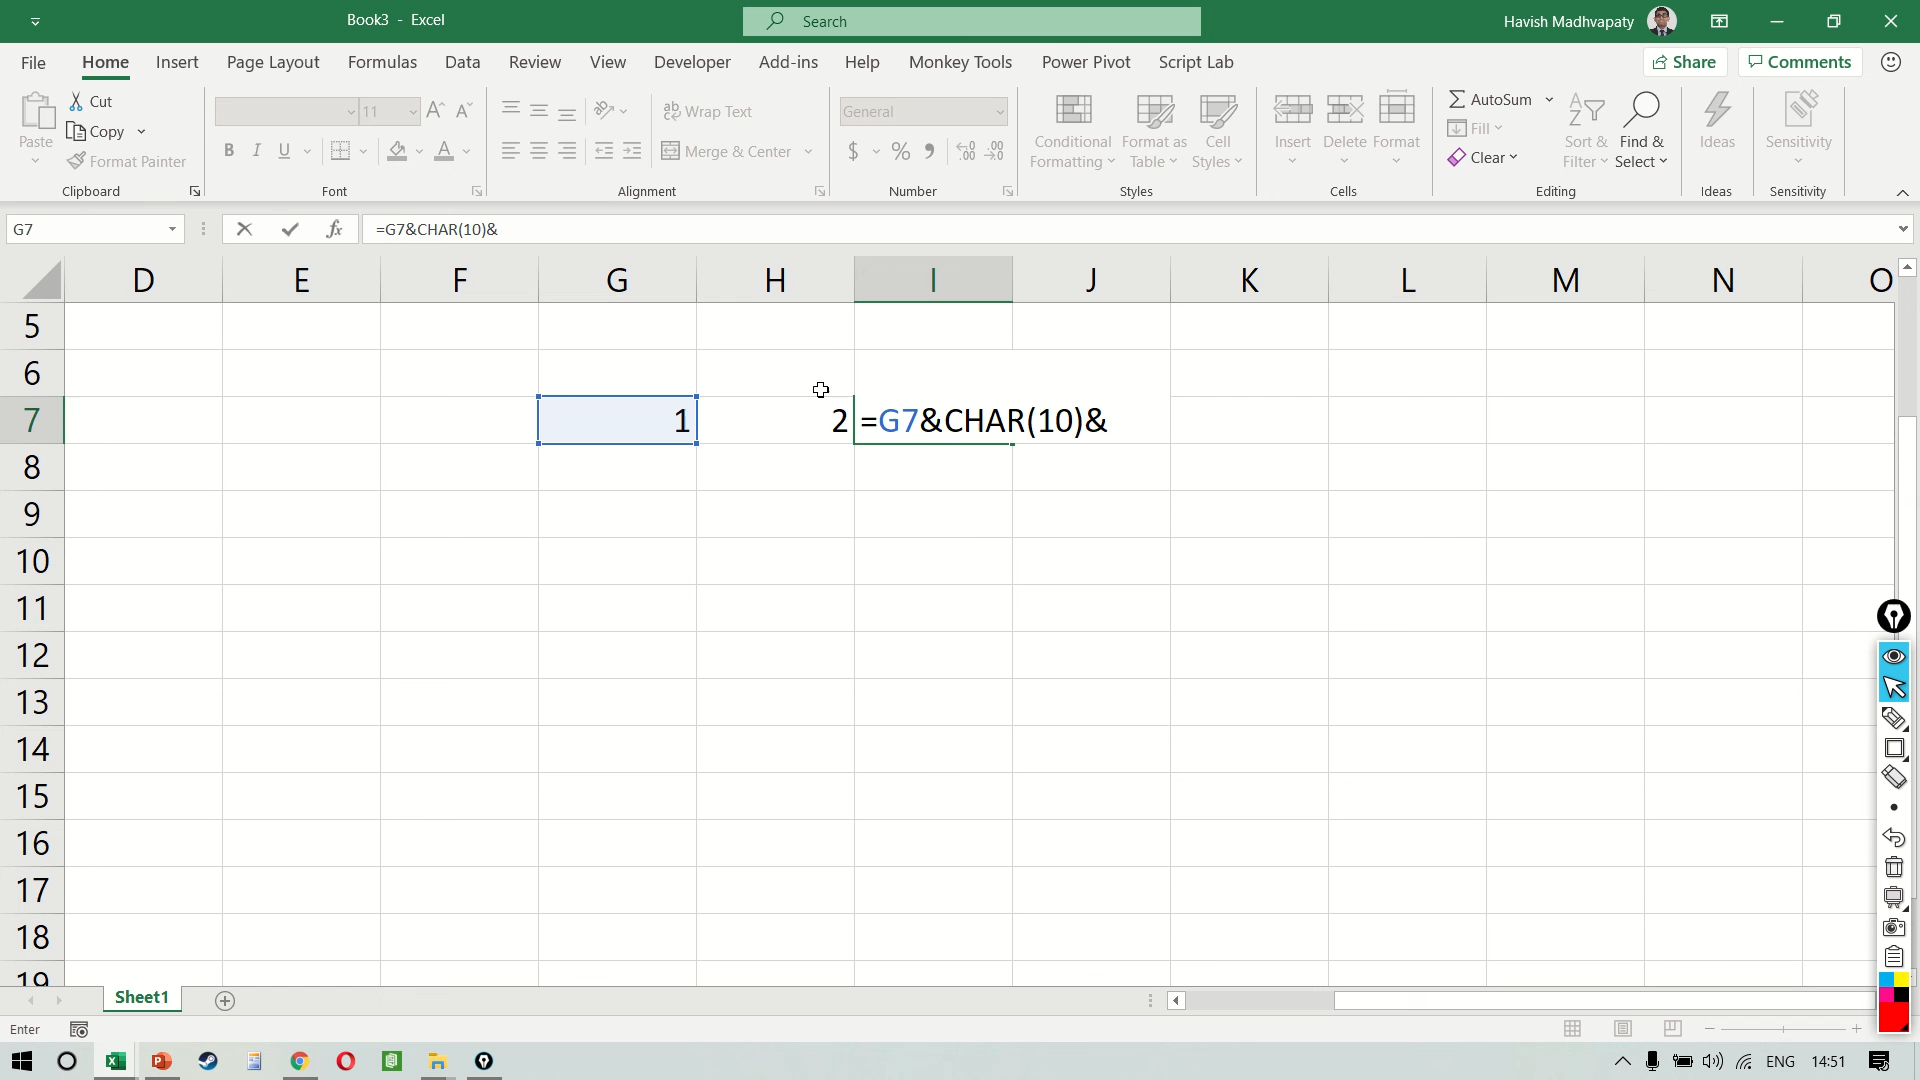 Book3 - Excel
Search
Havish Madhvapaty
File Home Insert Page Layout Formulas Data Review View Developer Add-ins Help Monkey Tools Power Pivot Script Lab
Share Comments
Paste
Cut
Copy
Format Painter
Clipboard
11
B I U
Font
Wrap Text
Merge & Center
Alignment
General
$ % ,
Number
Conditional Formatting
Format as Table
Cell Styles
Styles
Insert Delete Format
Cells
AutoSum
Fill
Clear
Sort & Filter
Find & Select
Editing
Ideas
Ideas
Sensitivity
Sensitivity
G7
fx
=G7&CHAR(10)&
D E F G H I J K L M N O
5
6
7 1 2 =G7&CHAR(10)&
8
9
10
11
12
13
14
15
16
17
18
19
Sheet1
Enter
ENG 14:51